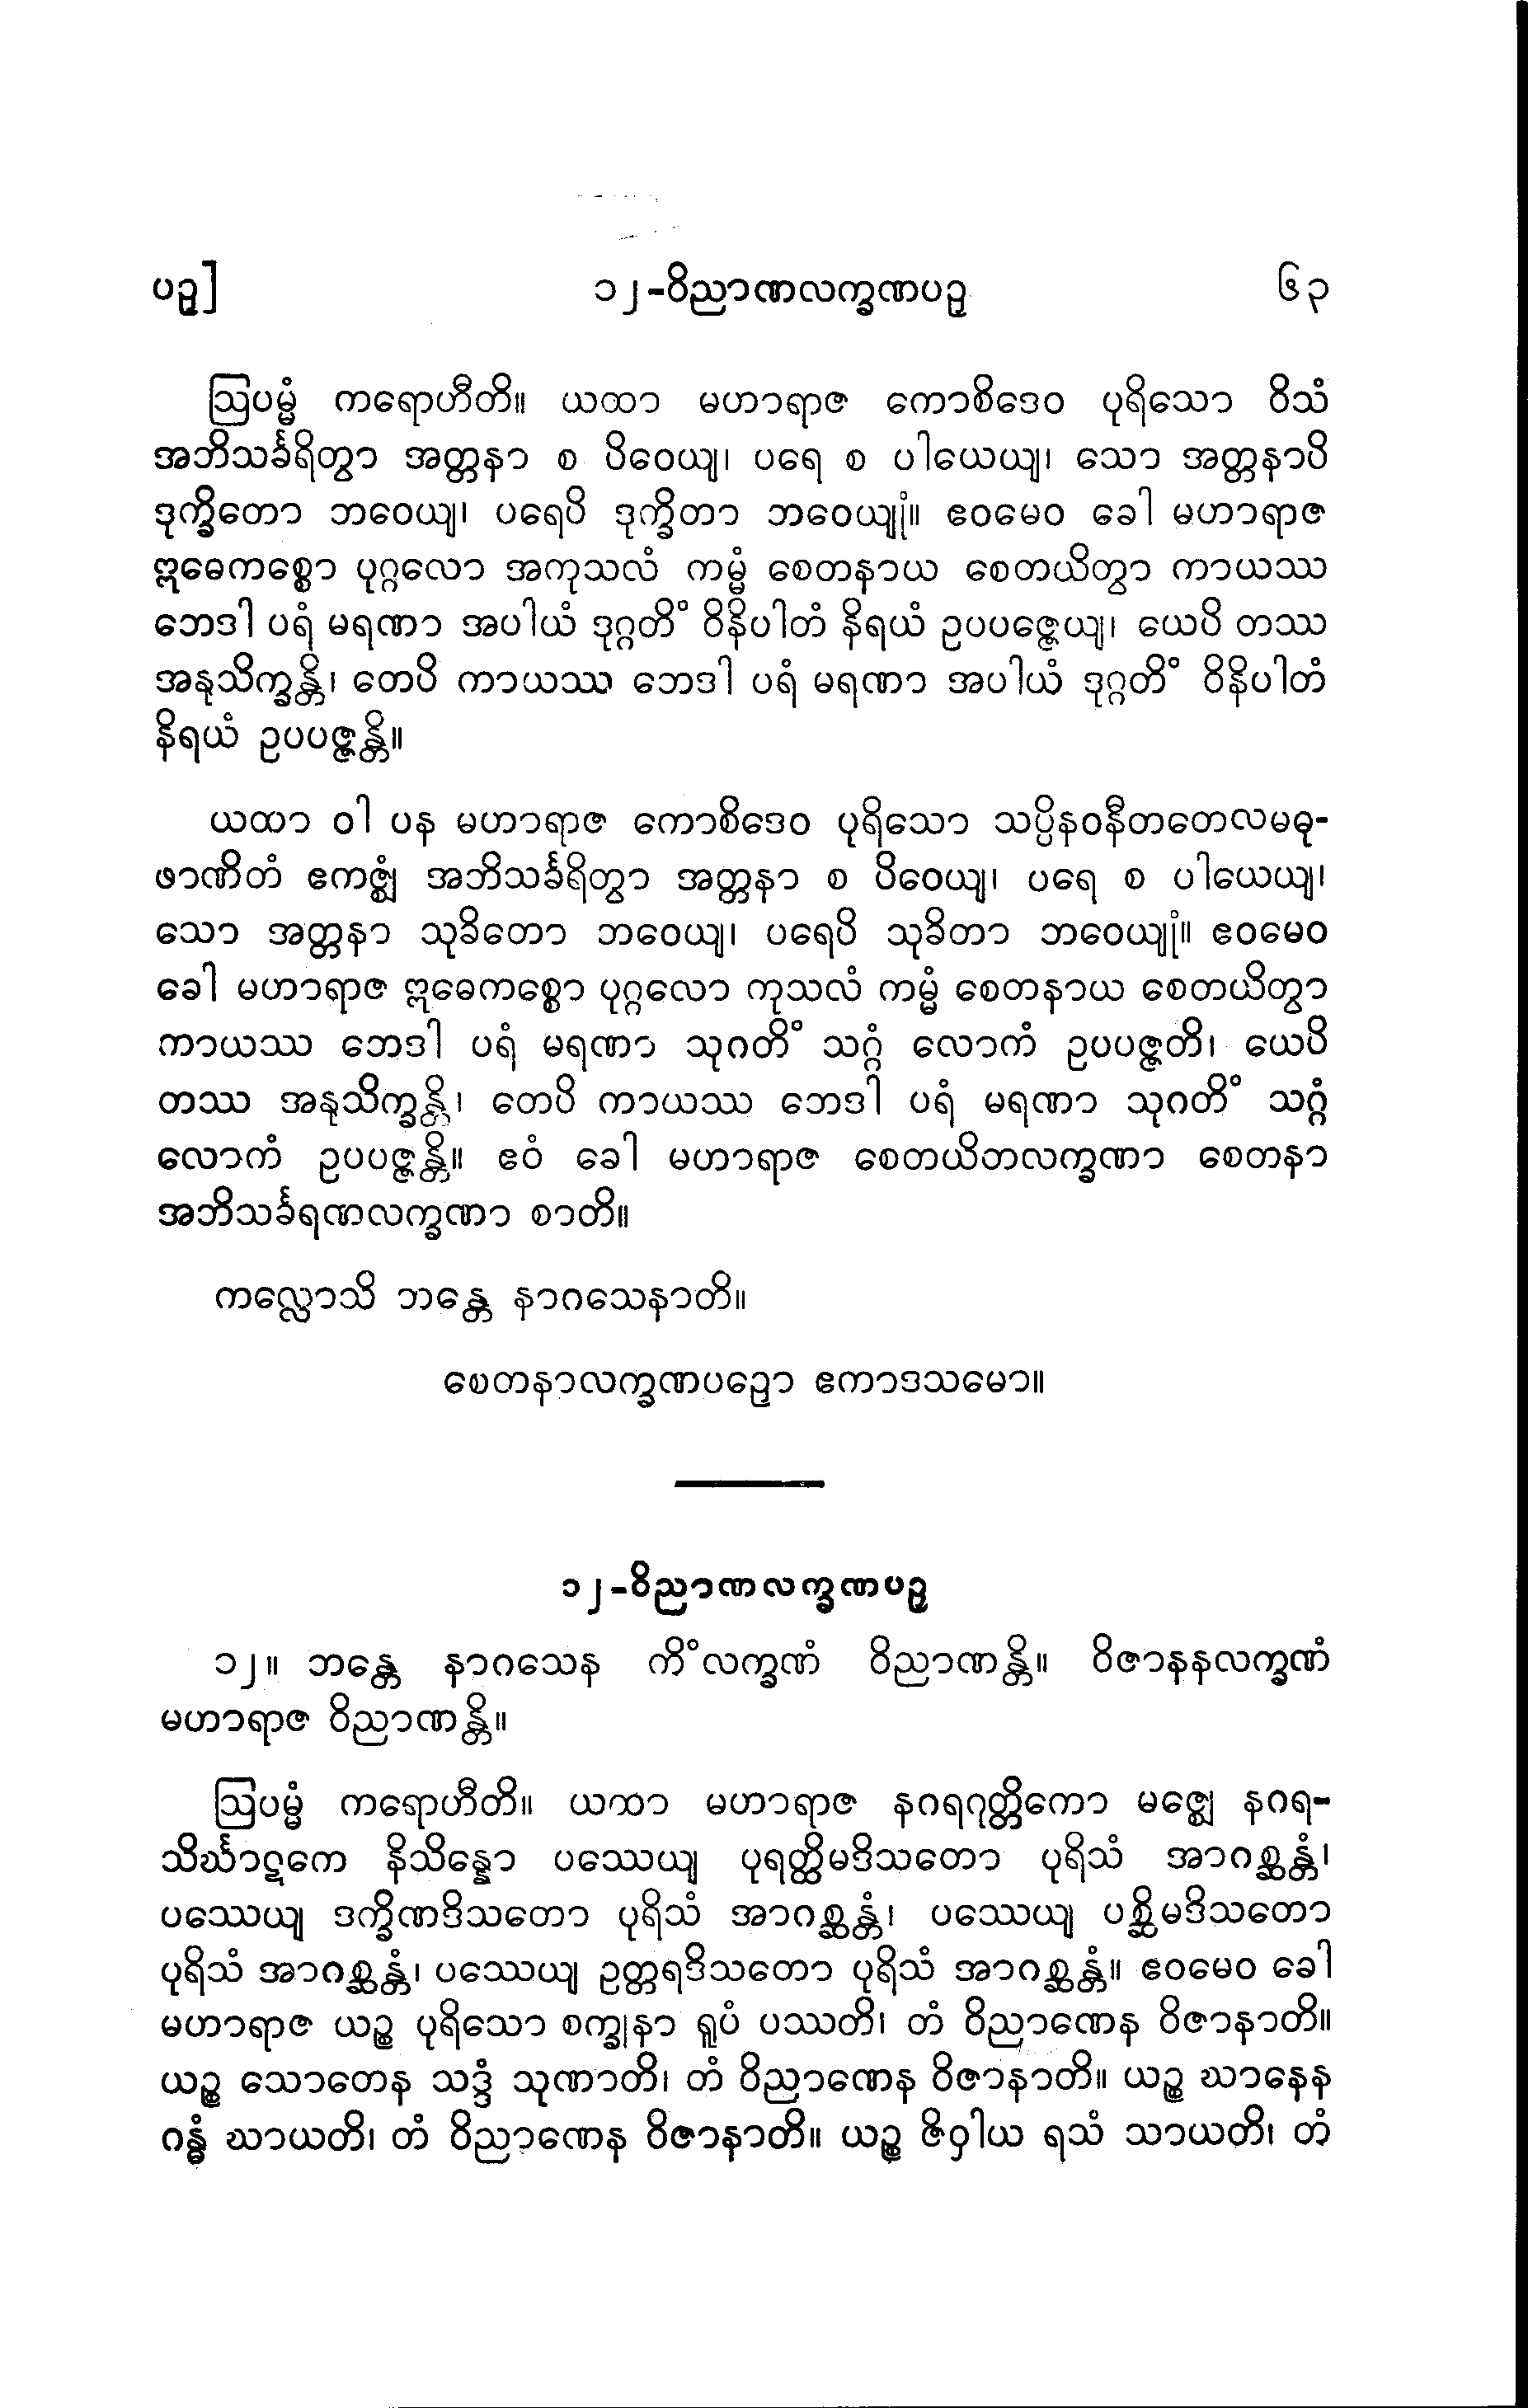 ပဉှ]
၁၂-ဝိညာဏလက္ခဏပဉှ
၆၃
ဩပမ္မံ ကရောဟီတိ။ ယထာ မဟာရာဇ ကောစိဒေဝ ပုရိသော ဝိသံ
အဘိသင်္ခရိတွာ အတ္တနာ စ ပိဝေယျ၊ ပရေ စ ပါယေယျ၊ သော အတ္တနာပိ
ဒုက္ခိတော ဘဝေယျ၊ ပရေပိ ဒုက္ခိတာ ဘဝေယျုံ။ ဧဝမေဝ ခေါ မဟာရာဇ
ဣဓေကစ္စော ပုဂ္ဂလော အကုသလံ ကမ္မံ စေတနာယ စေတယိတွာ ကာယဿ
ဘေဒါ ပရံ မရဏာ အပါယံ ဒုဂ္ဂတိံ ဝိနိပါတံ နိရယံ ဥပပဇ္ဇေယျ၊ ယေပိ တဿ
အနုသိက္ခန္တိ၊ တေပိ ကာယဿ ဘေဒါ ပရံ မရဏာ အပါယံ ဒုဂ္ဂတိံ ဝိနိပါတံ
နိရယံ ဥပပဇ္ဇန္တိ။
ယထာ ဝါ ပန မဟာရာဇ ကောစိဒေဝ ပုရိသော သပ္ပိနဝနီတတေလမဓု-
ဖာဏိတံ ဧကဇ္ဈံ အဘိသင်္ခရိတွာ အတ္တနာ စ ပိဝေယျ၊ ပရေ စ ပါယေယျ၊
သော အတ္တနာ သုခိတော ဘဝေယျ၊ ပရေပိ သုခိတာ ဘဝေယျုံ။ ဧဝမေဝ
ခေါ မဟာရာဇ ဣဓေကစ္စော ပုဂ္ဂလော ကုသလံ ကမ္မံ စေတနာယ စေတယိတွာ
ကာယဿ ဘေဒါ ပရံ မရဏာ သုဂတိံ သဂ္ဂံ လောကံ ဥပပဇ္ဇတိ၊ ယေပိ
တဿ အနုသိက္ခန္တိ၊ တေပိ ကာယဿ ဘေဒါ ပရံ မရဏာ သုဂတိံ သဂ္ဂံ
လောကံ ဥပပဇ္ဇန္တိ။ ဧဝံ ခေါ မဟာရာဇ စေတယိတလက္ခဏာ စေတနာ
အဘိသင်္ခရဏလက္ခဏာ စာတိ။
ကလ္လောသိ ဘန္တေ နာဂသေနာတိ။
စေတနာလက္ခဏပဉှော ဧကာဒသမော။
၁၂-ဝိညာဏလက္ခဏပဉှ
၁၂။ ဘန္တေ နာဂသေန ကိံလက္ခဏံ ဝိညာဏန္တိ။ ဝိဇာနနလက္ခဏံ
မဟာရာဇ ဝိညာဏန္တိ။
ဩပမ္မံ ကရောဟီတိ။ ယထာ မဟာရာဇ နဂရဂုတ္တိကော မဇ္ဈေ နဂရ-
သိင်္ဃာဋကေ နိသိန္နော ပဿေယျ ပုရတ္ထိမဒိသတော ပုရိသံ အာဂစ္ဆန္တံ၊
ပဿေယျ ဒက္ခိဏဒိသတော ပုရိသံ အာဂစ္ဆန္တံ၊ ပဿေယျ ပစ္ဆိမဒိသတော
ပုရိသံ အာဂစ္ဆန္တံ၊ ပဿေယျ ဥတ္တရဒိသတော ပုရိသံ အာဂစ္ဆန္တံ။ ဧဝမေဝ ခေါ
မဟာရာဇ ယဉ္စ ပုရိသော စက္ခုနာ ရူပံ ပဿတိ၊ တံ ဝိညာဏေန ဝိဇာနာတိ။
ယဉ္စ သောတေန သဒ္ဒံ သုဏာတိ၊ တံ ဝိညာဏေန ဝိဇာနာတိ။ ယဉ္စ ဃာနေန
ဂန္ဓံ ဃာယတိ၊ တံ ဝိညာဏေန ဝိဇာနာတိ။ ယဉ္စ ဇိဝှါယ ရသံ သာယတိ၊ တံ